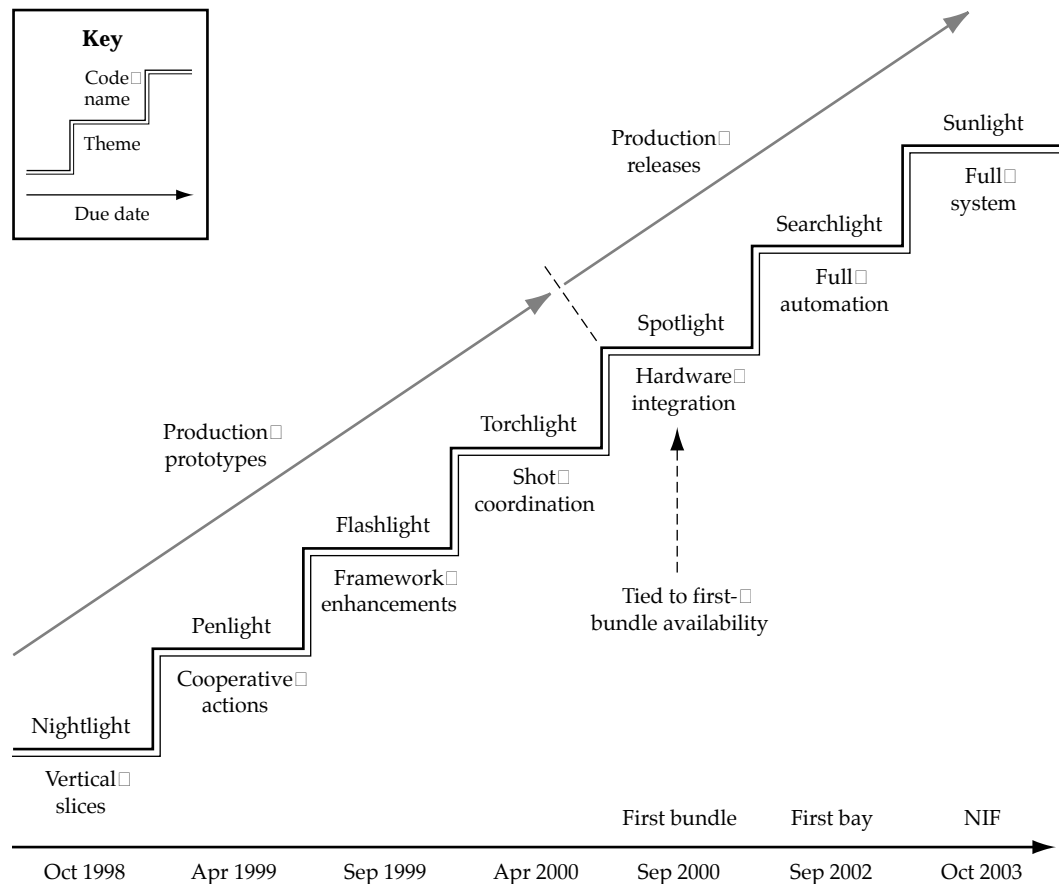 Key
Code
name
Theme
Due date
Production
releases
Sunlight
Full
system
Searchlight
Full
automation
Spotlight
Hardware
integration
Production
prototypes
Torchlight
Shot
coordination
Flashlight
Framework
enhancements
Tied to first-
bundle availability
Penlight
Cooperative
actions
Nightlight
Vertical
slices
First bundle
First bay
NIF
Oct 1998
Apr 1999
Sep 1999
Apr 2000
Sep 2000
Sep 2002
Oct 2003